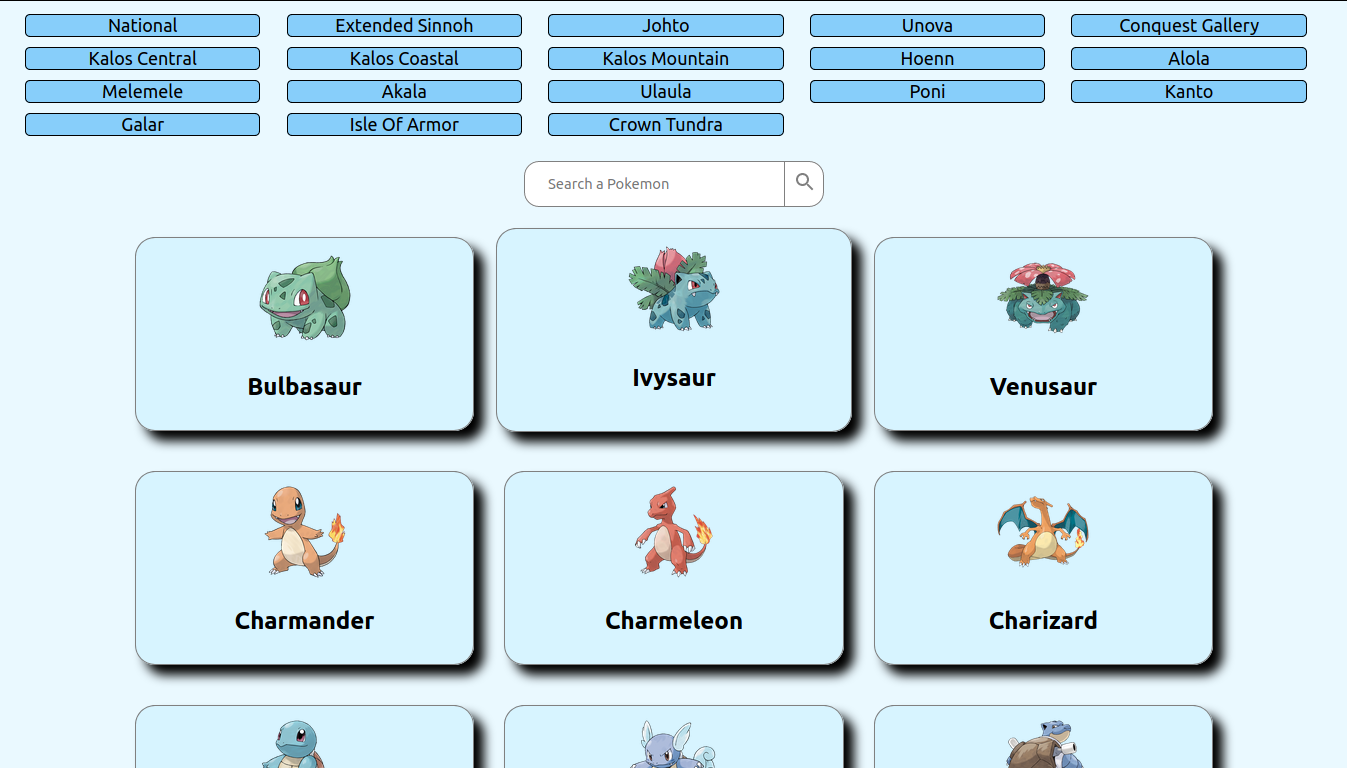 National
Extended Sinnoh
Johto
Unova
Conquest Gallery
Kalos Central
Kalos Coastal
Kalos Mountain
Hoenn
Alola
Melemele
Akala
Ulaula
Poni
Kanto
Galar
Isle Of Armor
Crown Tundra
Search a Pokemon
Bulbasaur
Ivysaur
Venusaur
Charmander
Charmeleon
Charizard